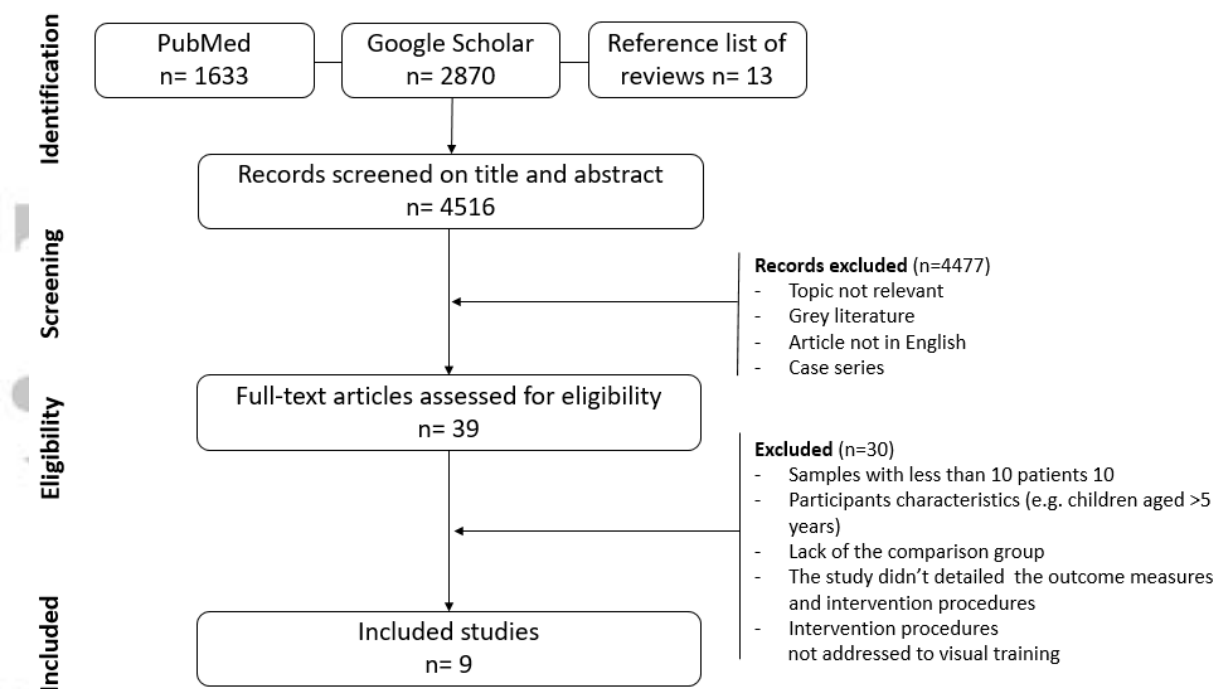 Identification
PubMed
n= 1633
Google Scholar
n= 2870
Reference list of
reviews n= 13
Records screened on title and abstract
n= 4516
Screening
Records excluded (n=4477)
- Topic not relevant
- Grey literature
- Article not in English
- Case series
Eligibility
Full-text articles assessed for eligibility
n= 39
Excluded (n=30)
- Samples with less than 10 patients 10
- Participants characteristics (e.g. children aged >5
years)
- Lack of the comparison group
- The study didn't detailed the outcome measures
and intervention procedures
- Intervention procedures
not addressed to visual training
Included
Included studies
n= 9